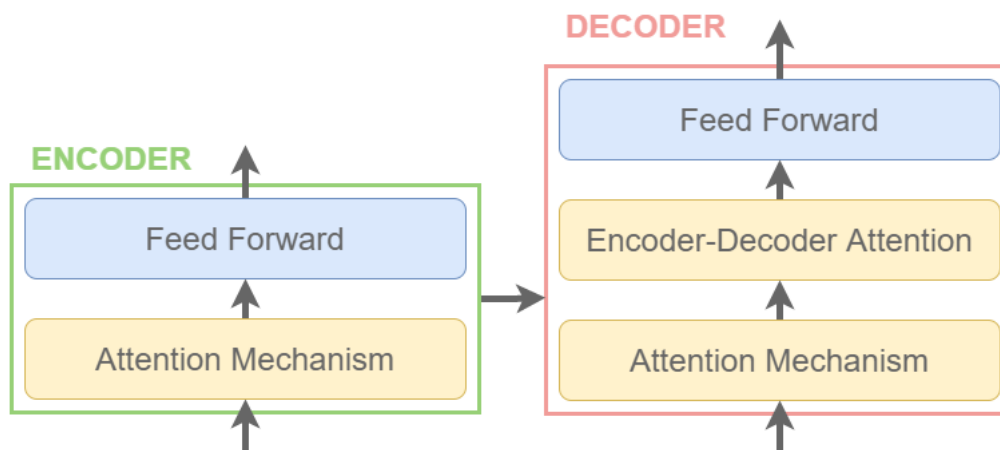 ENCODER
Feed Forward
Attention Mechanism
DECODER
Feed Forward
Encoder-Decoder Attention
Attention Mechanism